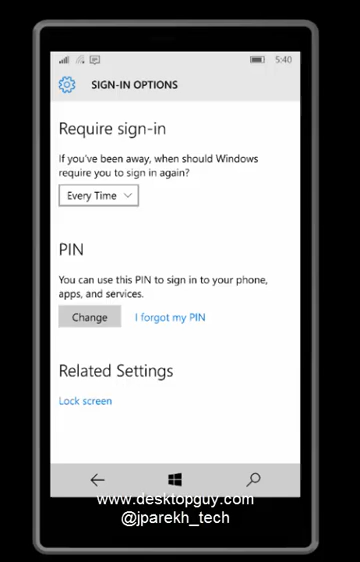 5:40
SIGN-IN OPTIONS
Require sign-in
If you've been away, when should Windows
require you to sign in again?
Every Time
PIN
You can use this PIN to sign in to your phone,
apps, and services.
Change I forgot my PIN
Related Settings
Lock screen
www.desktopguy.com
@jparekh_tech